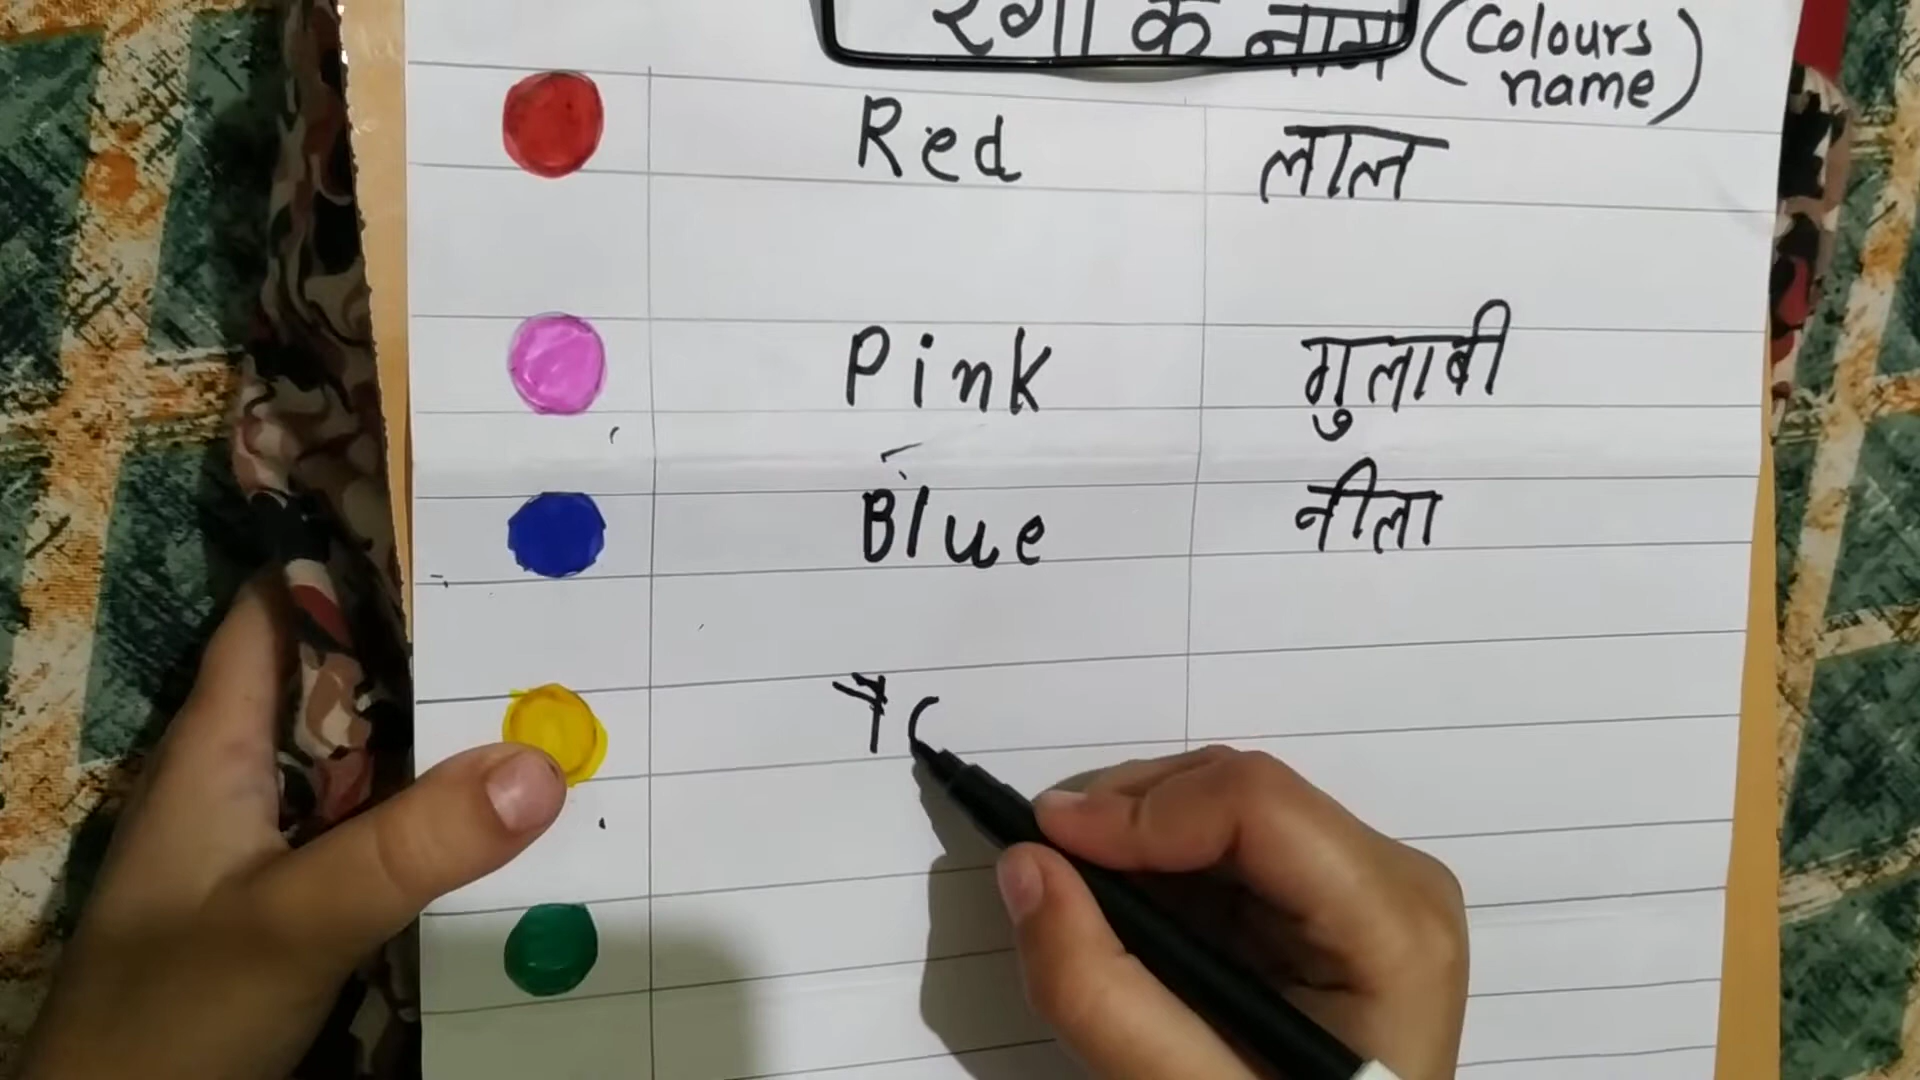 रंगों के नाम (Colours name)
Red लाल
Pink गुलाबी
Blue नीला